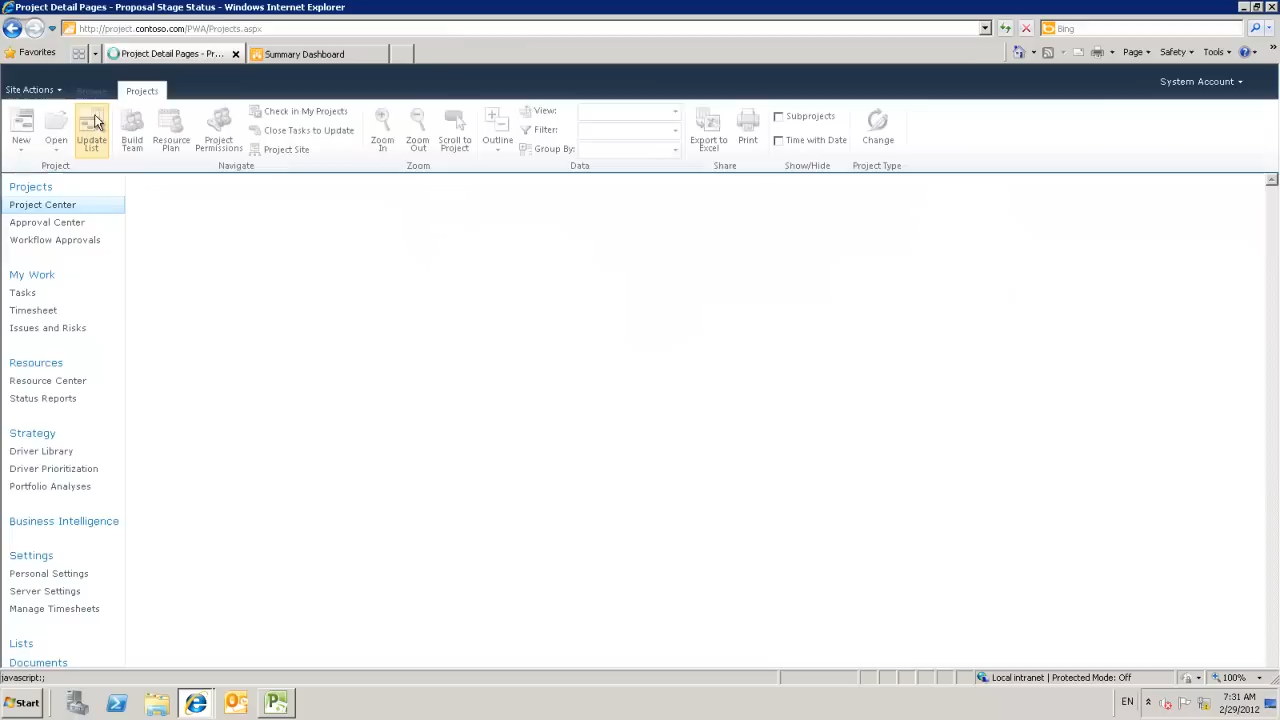 Project Detail Pages - Proposal Stage Status - Windows Internet Explorer
http://project.contoso.com/PWA/Projects.aspx
Bing
Favorites
Project Detail Pages - Pr...
Summary Dashboard
Page
Safety
Tools
Site Actions
Browse
Projects
System Account
New
Open
Update List
Build Team
Resource Plan
Project Permissions
Check in My Projects
Close Tasks to Update
Project Site
Zoom In
Zoom Out
Scroll to Project
Outline
View:
Filter:
Group By:
Export to Excel
Print
Subprojects
Time with Date
Change
Project
Navigate
Zoom
Data
Share
Show/Hide
Project Type
Projects
Project Center
Approval Center
Workflow Approvals
My Work
Tasks
Timesheet
Issues and Risks
Resources
Resource Center
Status Reports
Strategy
Driver Library
Driver Prioritization
Portfolio Analyses
Business Intelligence
Settings
Personal Settings
Server Settings
Manage Timesheets
Lists
Documents
javascript:;
Local intranet | Protected Mode: Off
100%
Start
EN
7:31 AM
2/29/2012